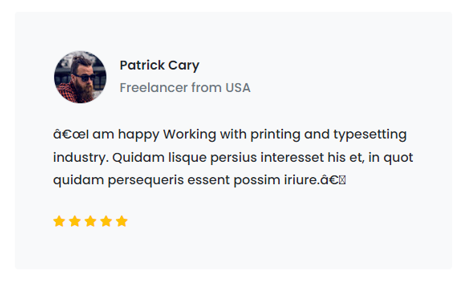 Patrick Cary
Freelancer from USA
â€œI am happy Working with printing and typesetting
industry. Quidam lisque persius interesset his et, in quot
quidam persequeris essent possim iriure.â€